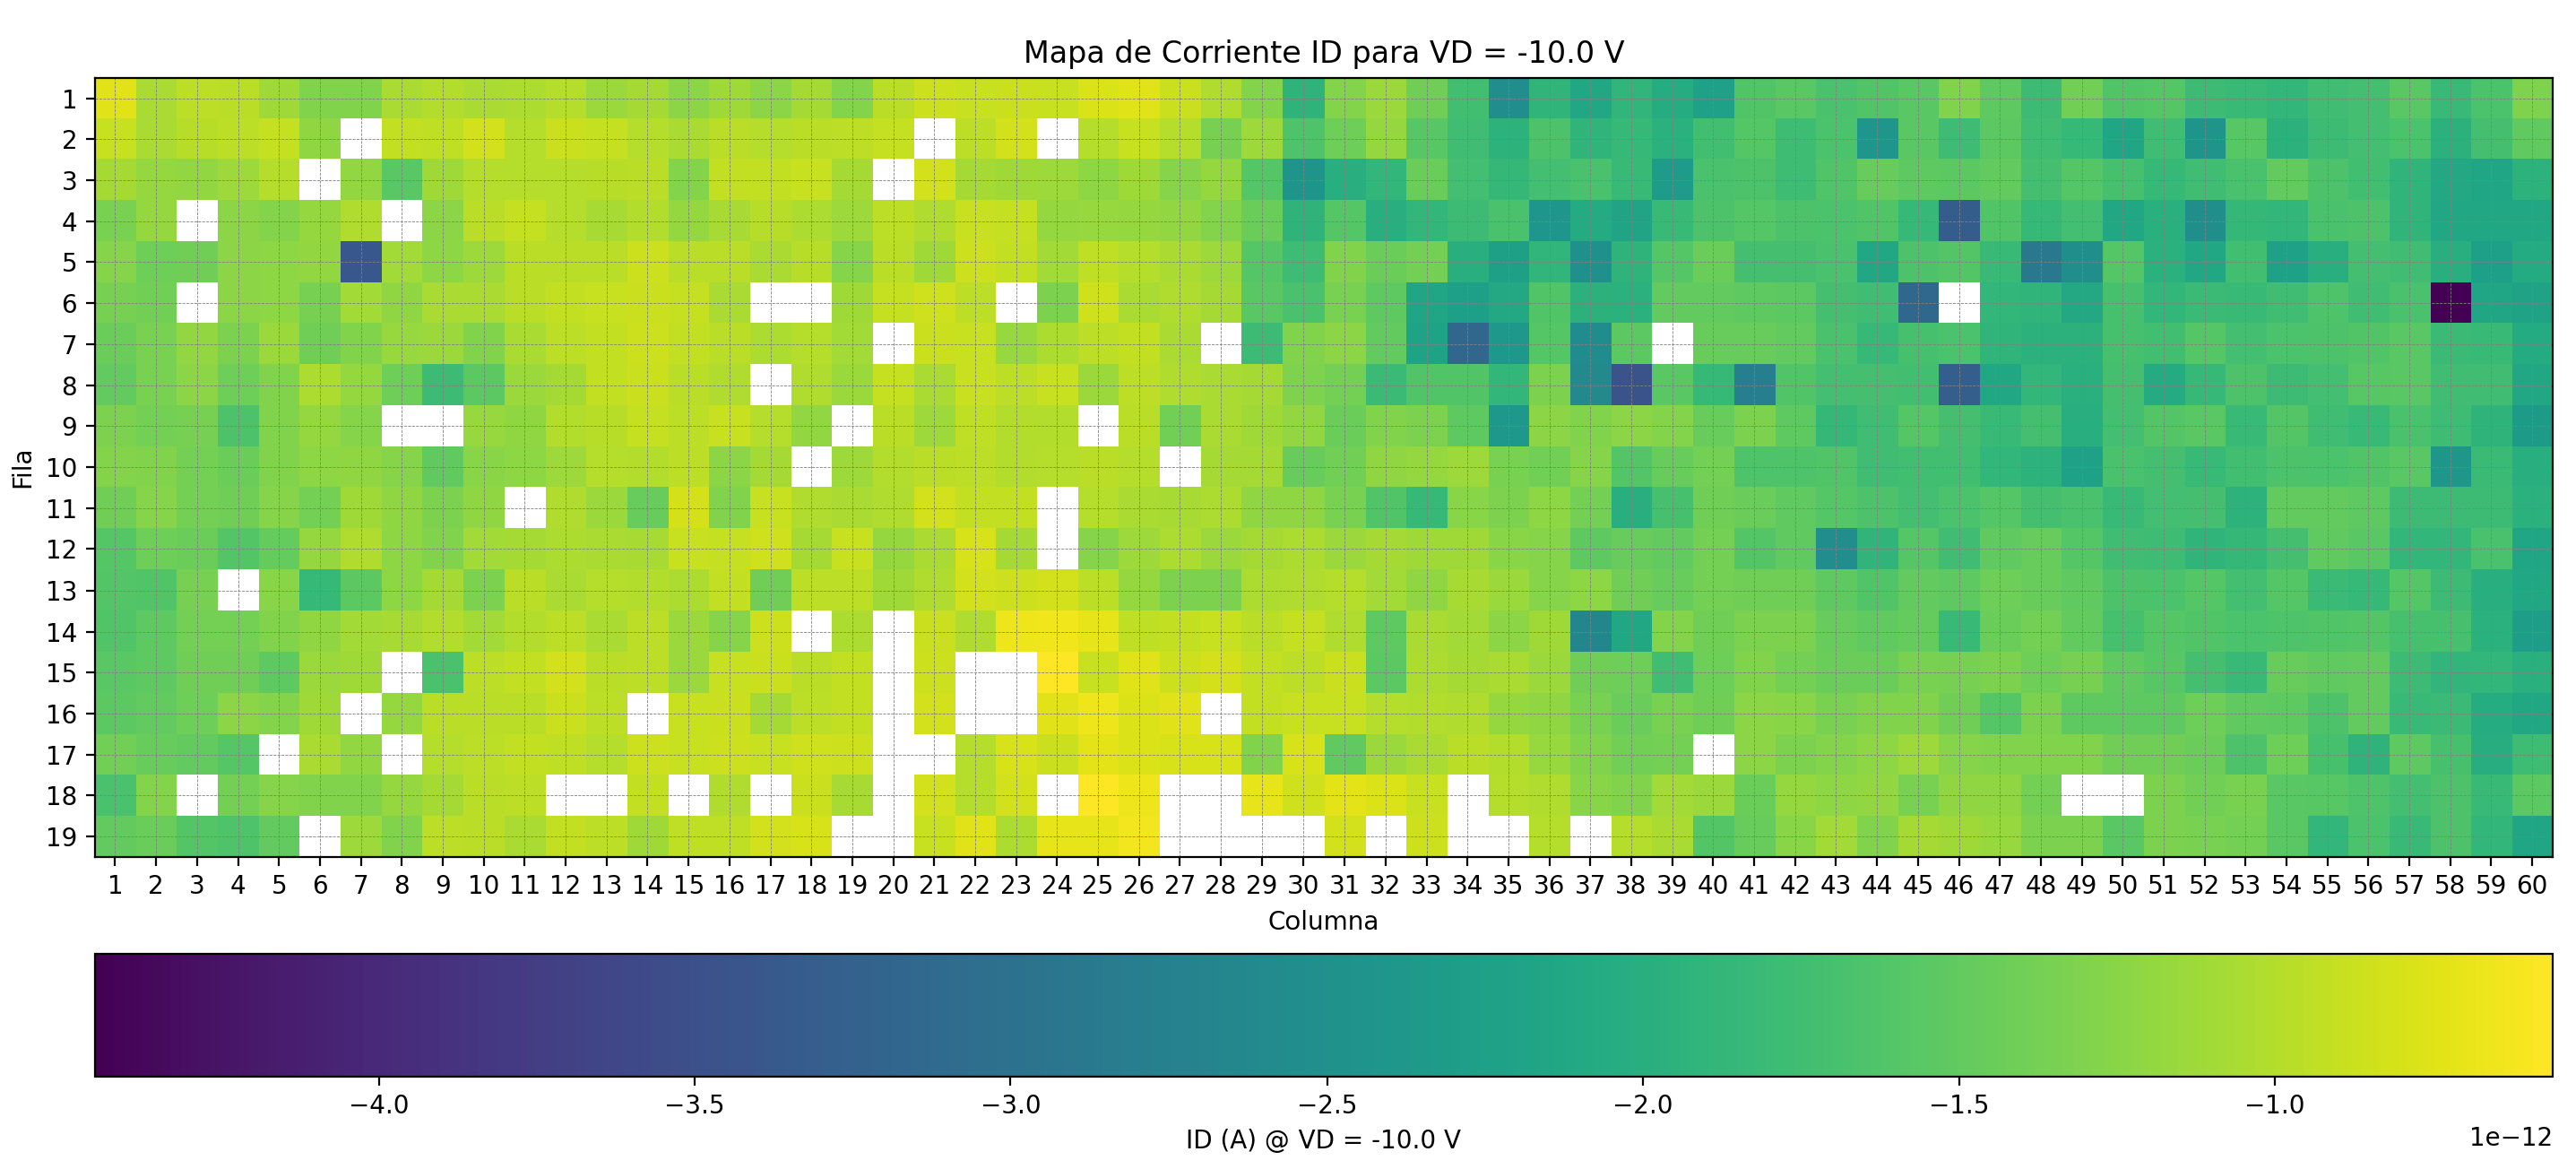 Mapa de Corriente ID para VD = -10.0 V
Fila
1
2
3
4
5
6
7
8
9
10
11
12
13
14
15
16
17
18
19
1 2 3 4 5 6 7 8 9 10 11 12 13 14 15 16 17 18 19 20 21 22 23 24 25 26 27 28 29 30 31 32 33 34 35 36 37 38 39 40 41 42 43 44 45 46 47 48 49 50 51 52 53 54 55 56 57 58 59 60
Columna
−4.0 −3.5 −3.0 −2.5 −2.0 −1.5 −1.0
ID (A) @ VD = -10.0 V
1e−12